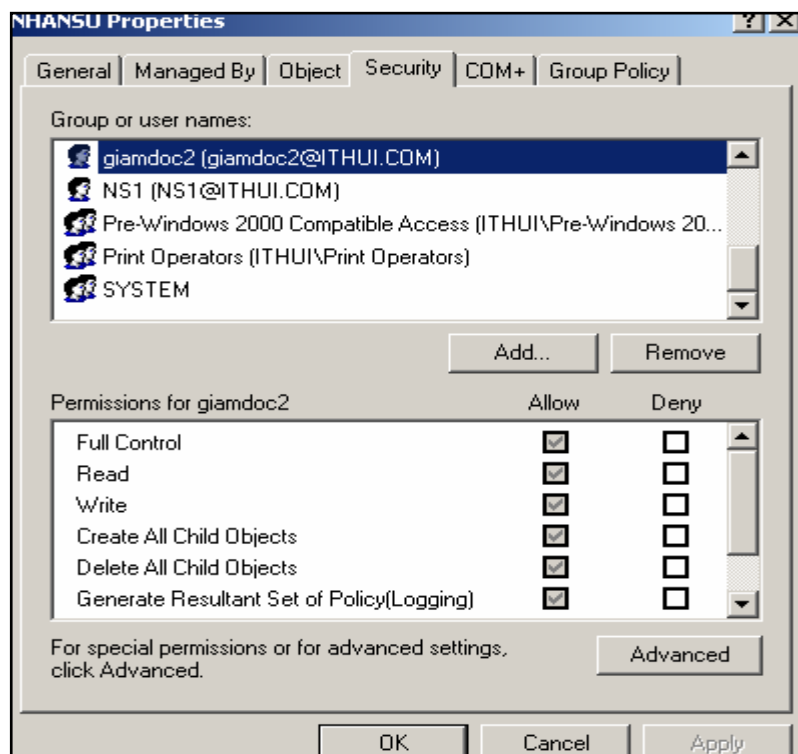 NHANSU Properties
General Managed By Object Security COM+ Group Policy
Group or user names:
giamdoc2 (giamdoc2@ITHUI.COM)
NS1 (NS1@ITHUI.COM)
Pre-Windows 2000 Compatible Access (ITHUI\Pre-Windows 20...
Print Operators (ITHUI\Print Operators)
SYSTEM
Add... Remove
Permissions for giamdoc2 Allow Deny
Full Control
Read
Write
Create All Child Objects
Delete All Child Objects
Generate Resultant Set of Policy(Logging)
For special permissions or for advanced settings,
click Advanced.
Advanced
OK Cancel Apply